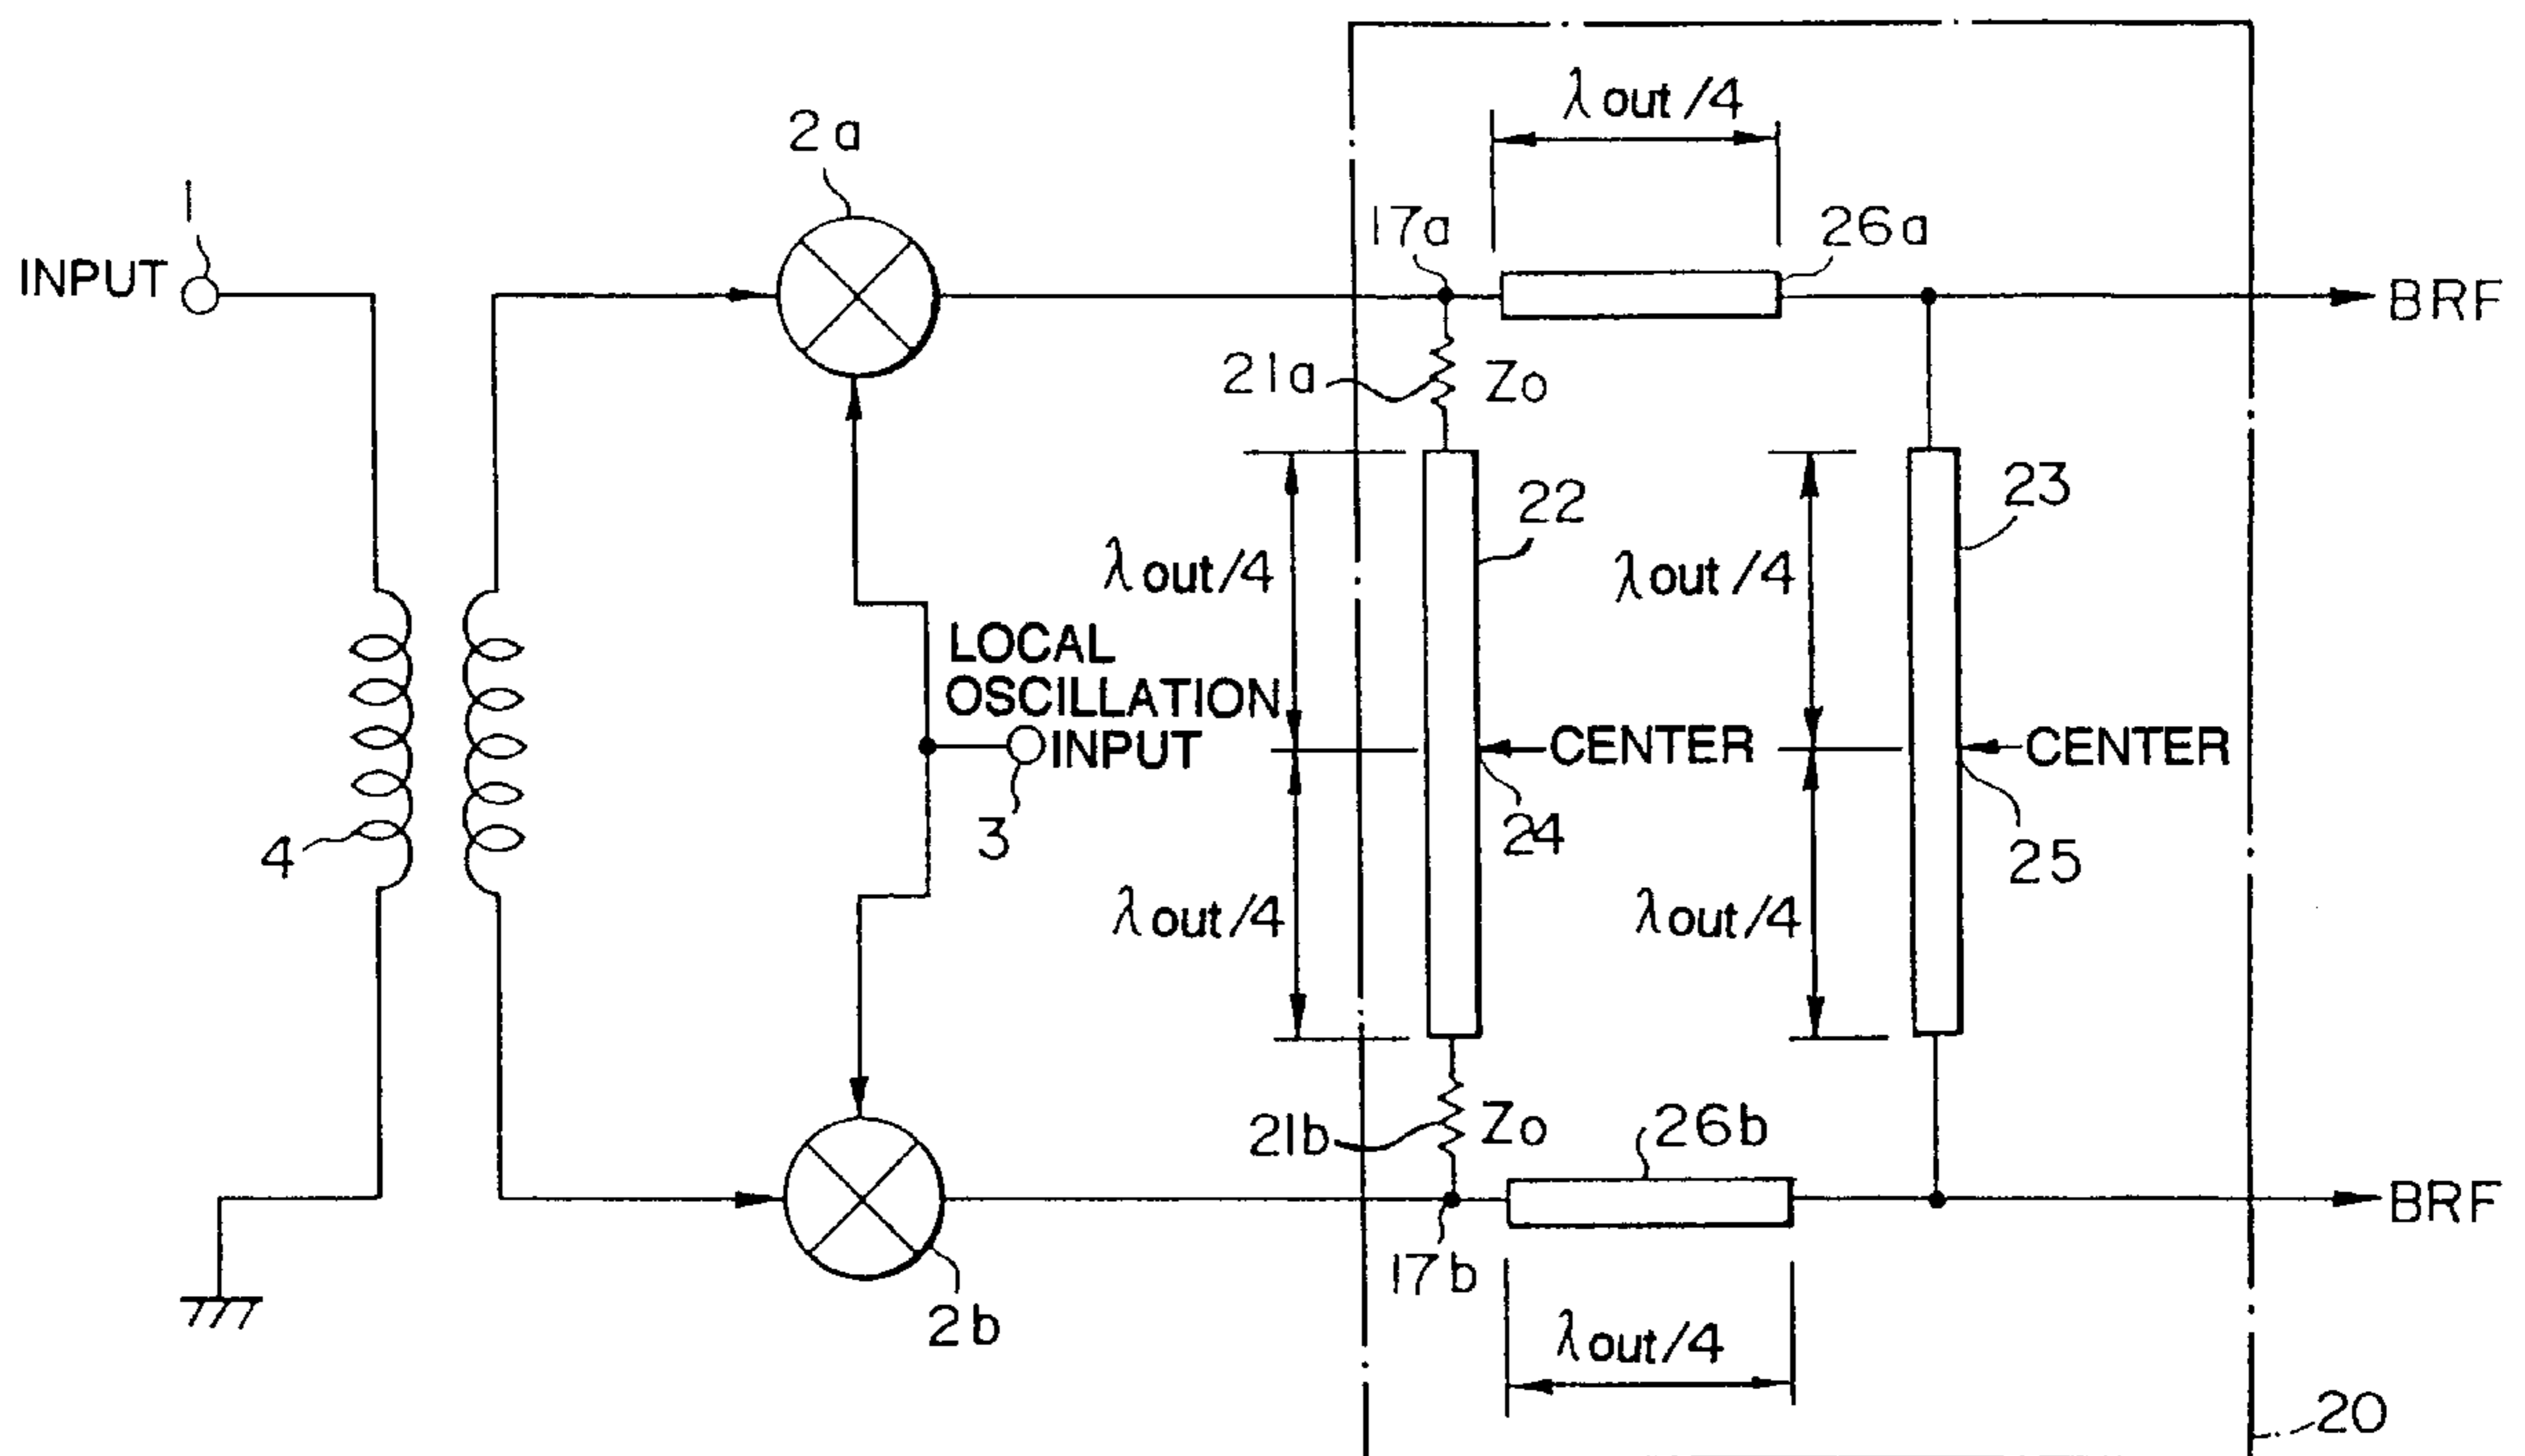 λout/4
2a
1
17a
26a
INPUT
BRF
21a
Zo
22
23
λout/4
λout/4
LOCAL
OSCILLATION
INPUT
CENTER
CENTER
3
24
4
25
λout/4
λout/4
21b
Zo
26b
BRF
17b
2b
λout/4
20